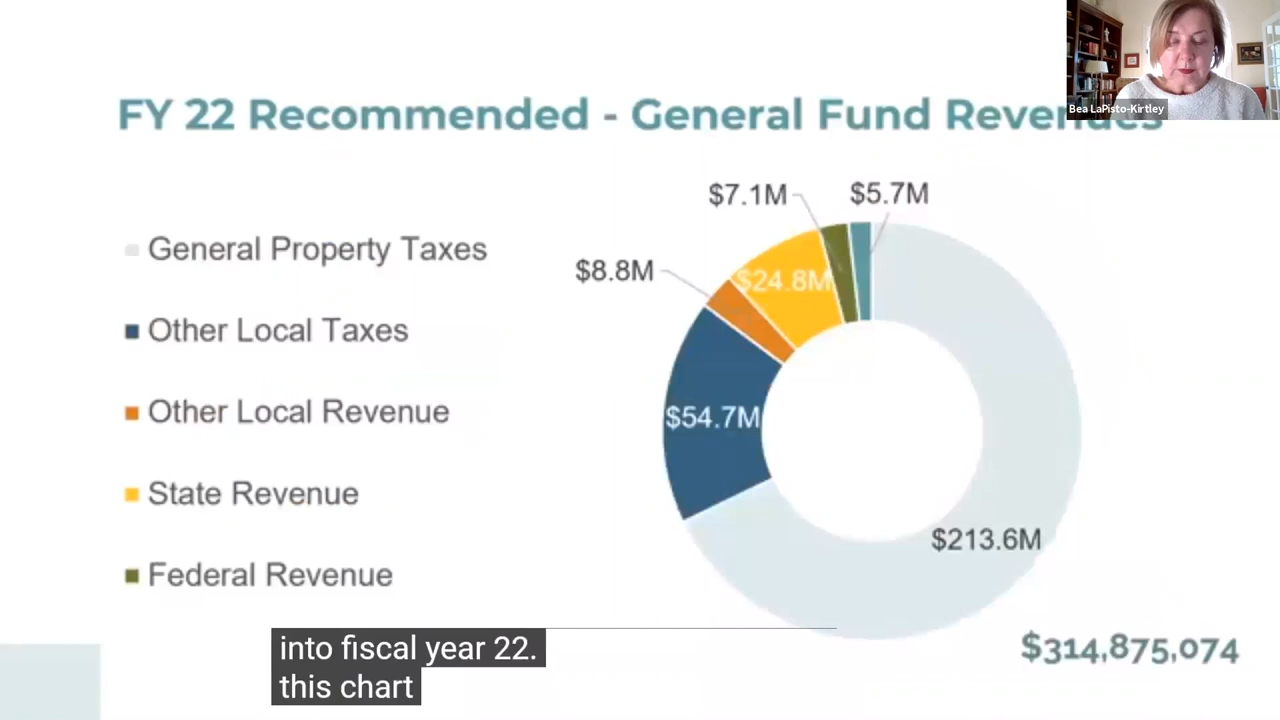 FY 22 Recommended - General Fund Revenues
Bea LaPisto-Kirtley
$7.1M
$5.7M
General Property Taxes
$8.8M
$24.8M
Other Local Taxes
Other Local Revenue
$54.7M
State Revenue
$213.6M
Federal Revenue
into fiscal year 22.
this chart
$314,875,074